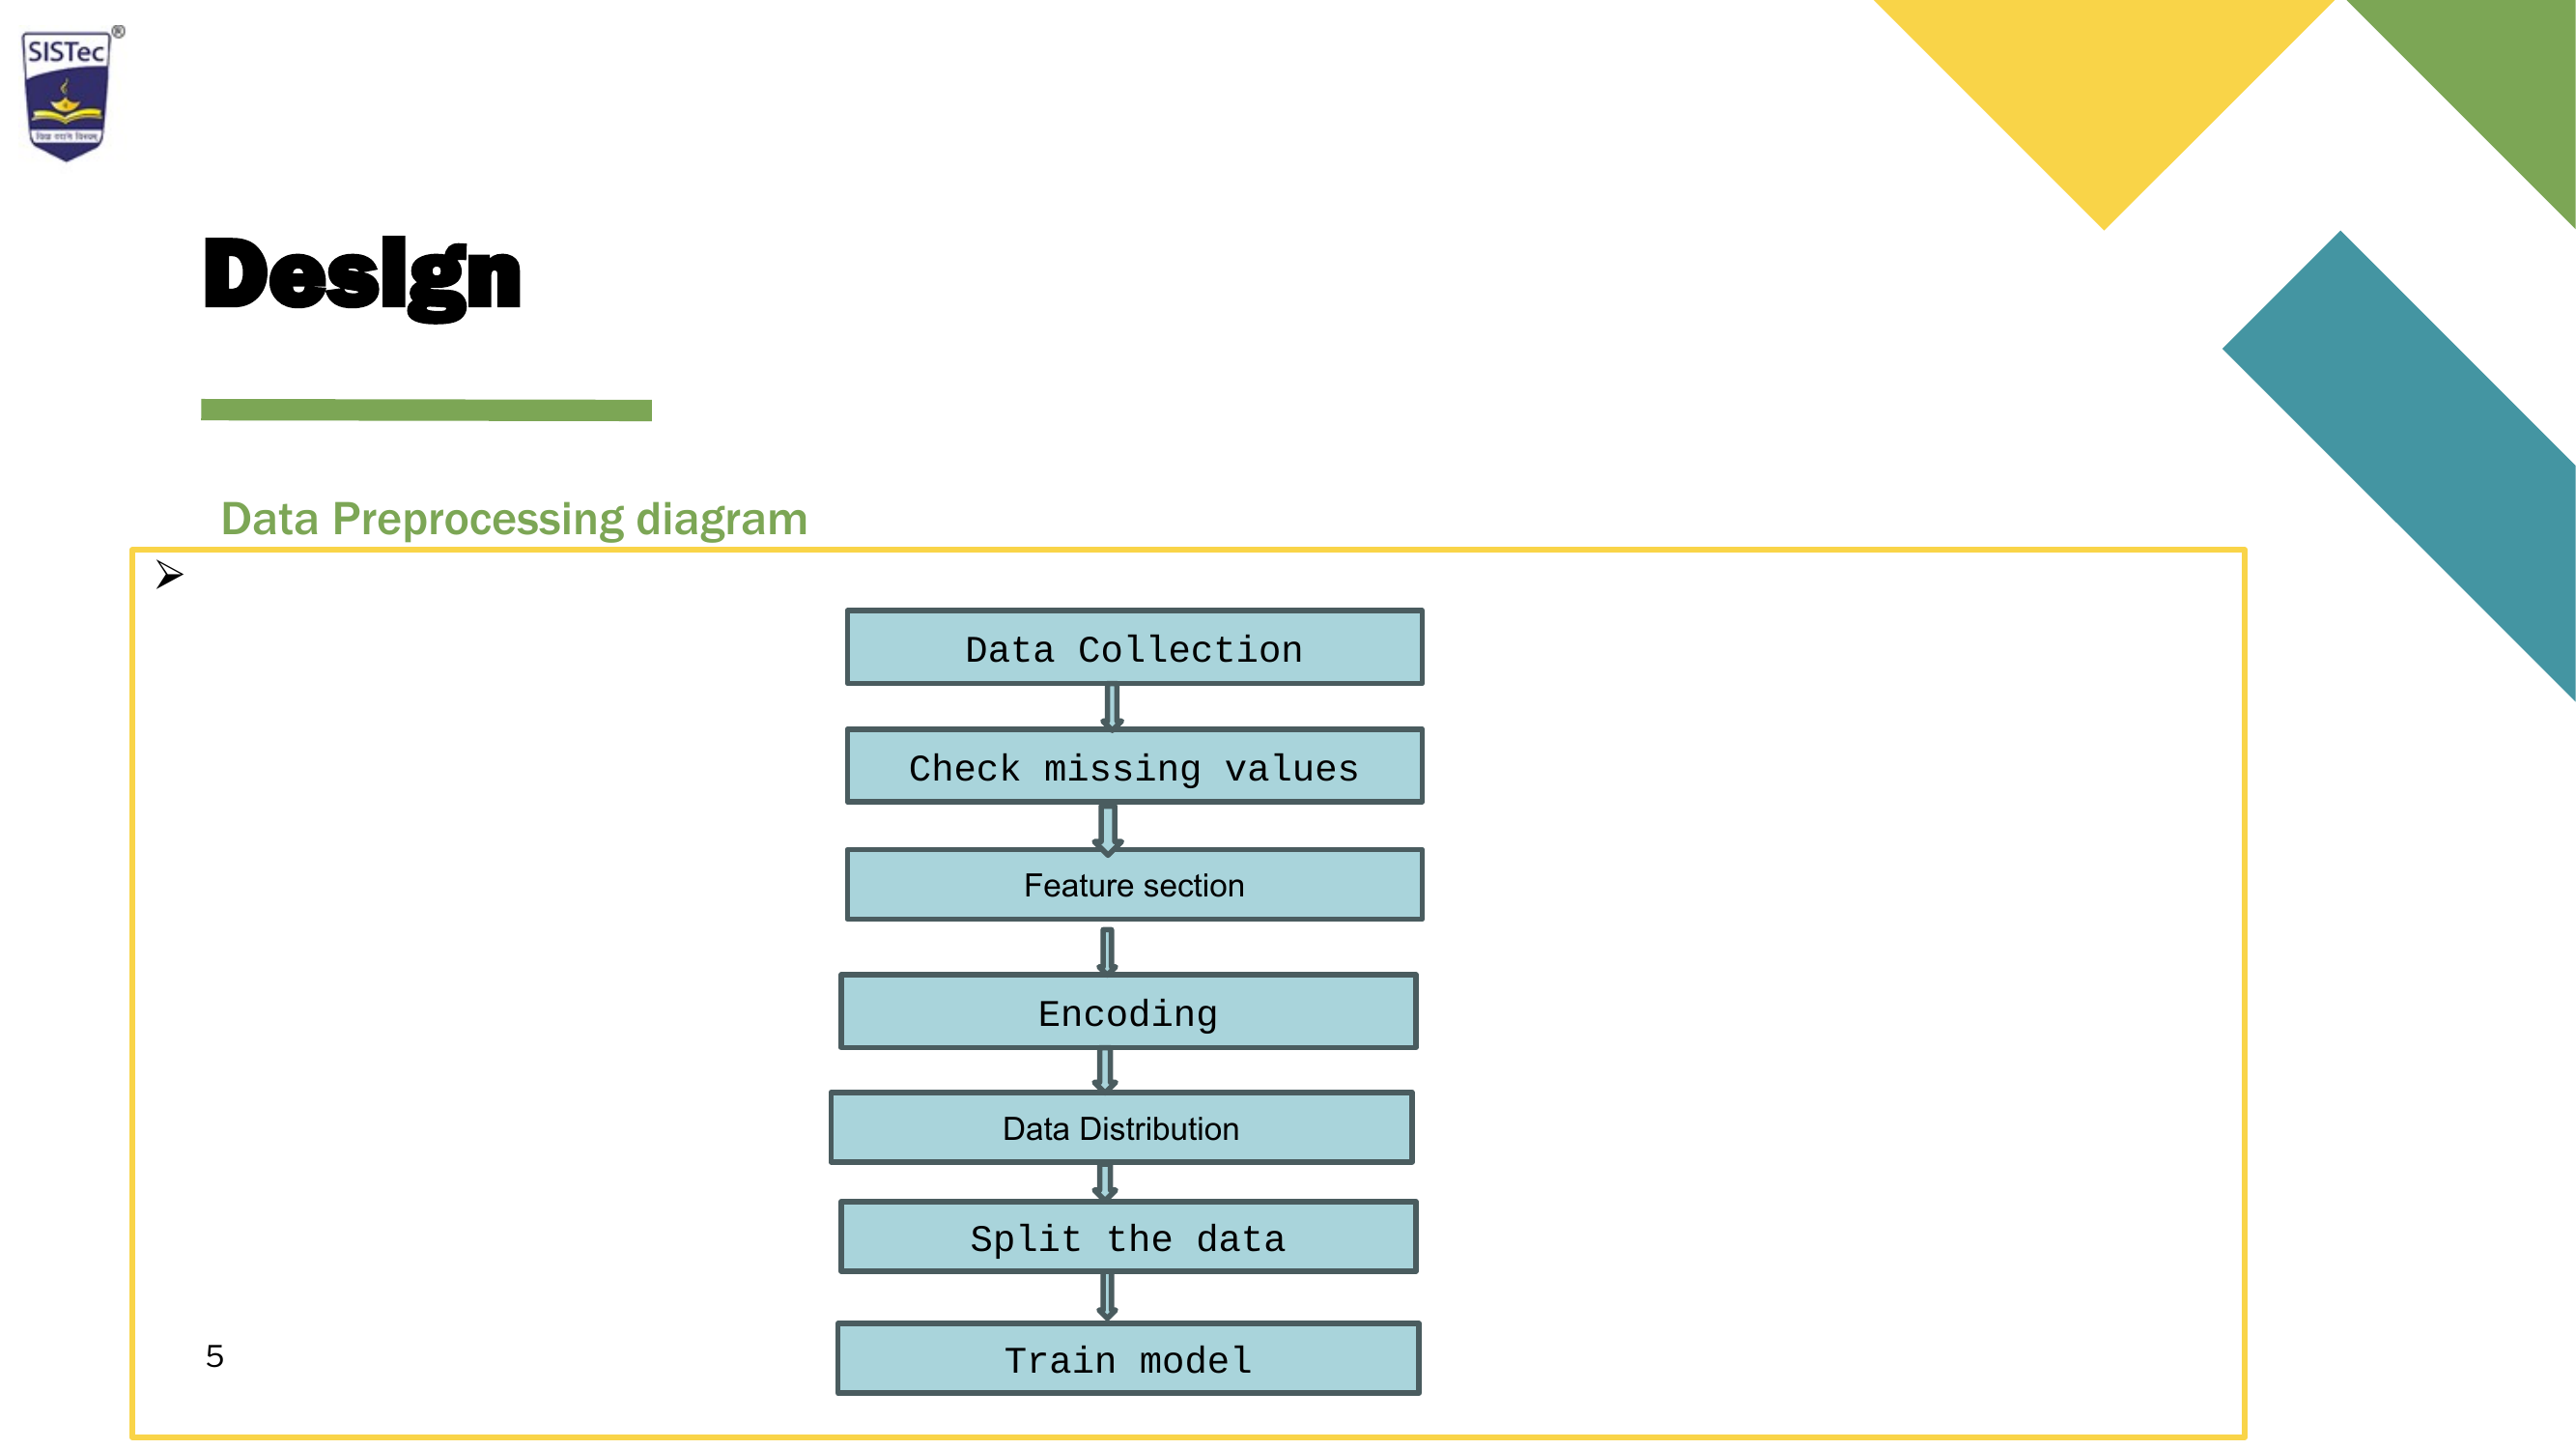 SISTec
®
Design
Data Preprocessing diagram
➢
Data Collection
Check missing values
Feature section
Encoding
Data Distribution
Split the data
Train model
5